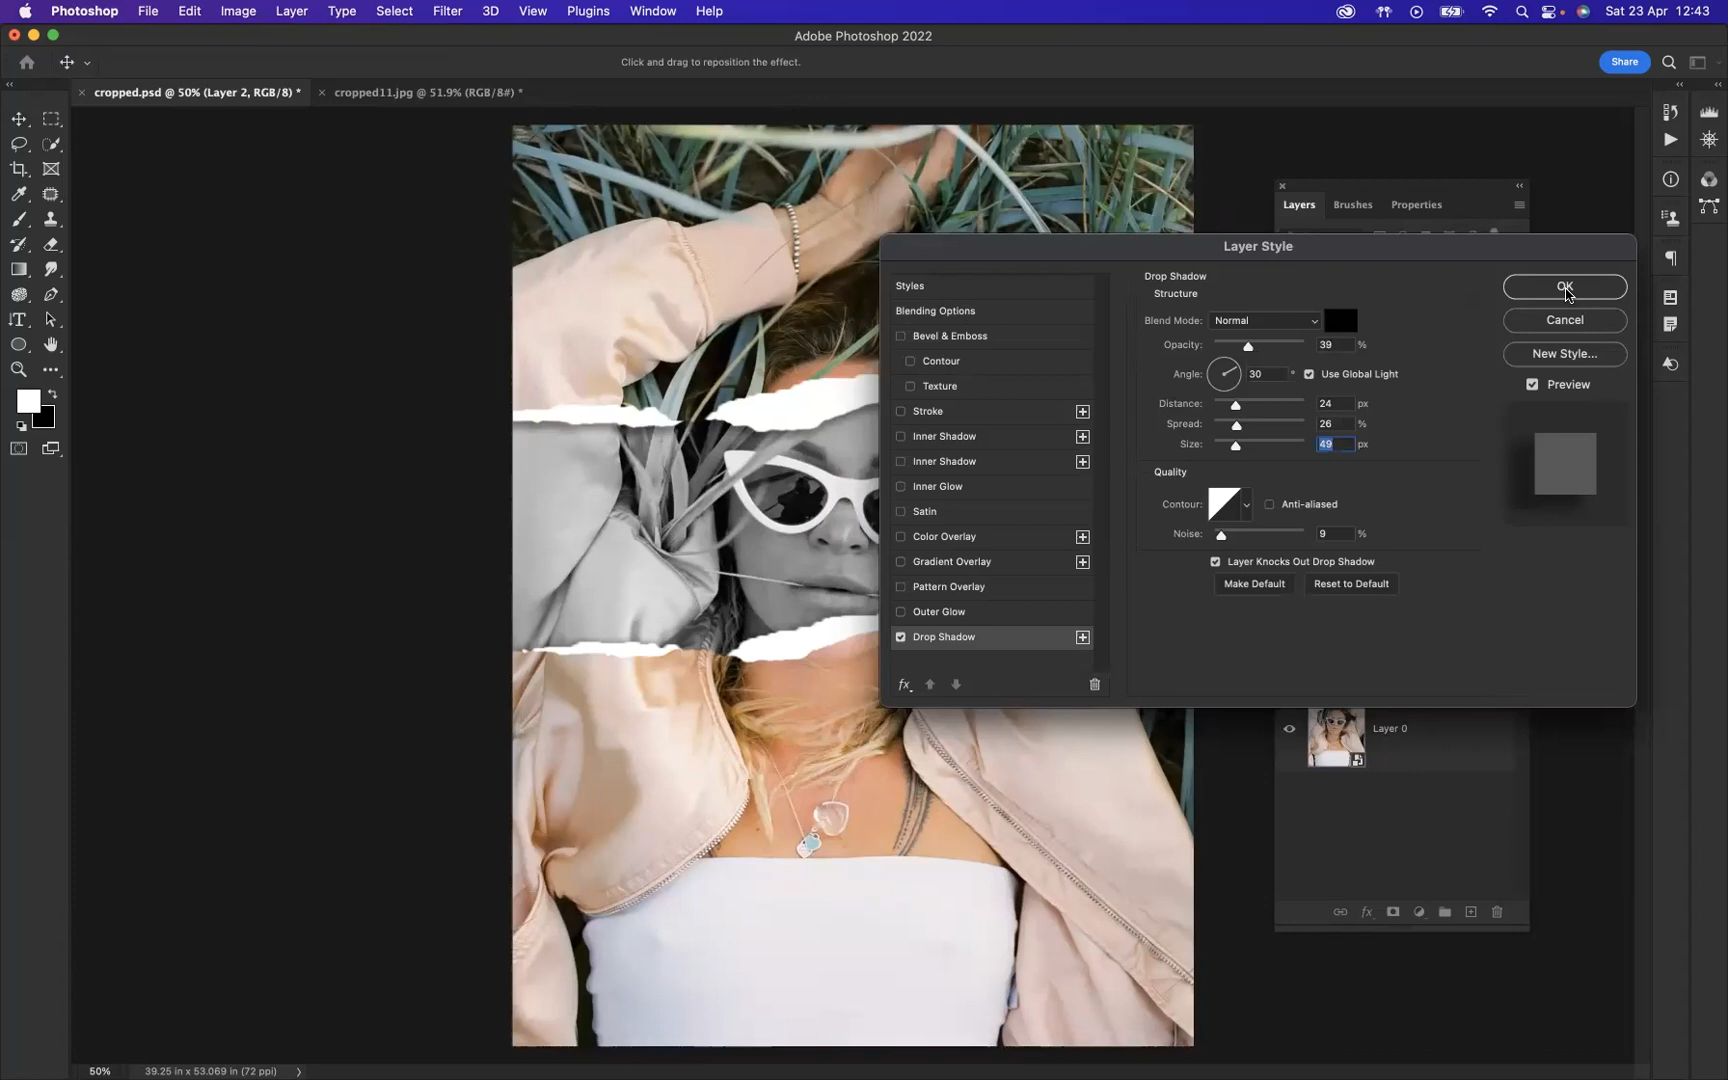 Photoshop File Edit Image Layer Type Select Filter 3D View Plugins Window Help Sat 23 Apr 12:43
Adobe Photoshop 2022
Click and drag to reposition the effect. Share
× cropped.psd @ 50% (Layer 2, RGB/8) * × cropped11.jpg @ 51.9% (RGB/8#) *
Layers Brushes Properties
Layer Style
Styles
Blending Options
Bevel & Emboss
Contour
Texture
Stroke
Inner Shadow
Inner Shadow
Inner Glow
Satin
Color Overlay
Gradient Overlay
Pattern Overlay
Outer Glow
Drop Shadow
fx
Drop Shadow
Structure
Blend Mode: Normal
Opacity: 39 %
Angle: 30 ° Use Global Light
Distance: 24 px
Spread: 26 %
Size: 49 px
Quality
Contour: Anti-aliased
Noise: 9 %
Layer Knocks Out Drop Shadow
Make Default Reset to Default
OK
Cancel
New Style...
Preview
Layer 0
fx
50% 39.25 in x 53.069 in (72 ppi)